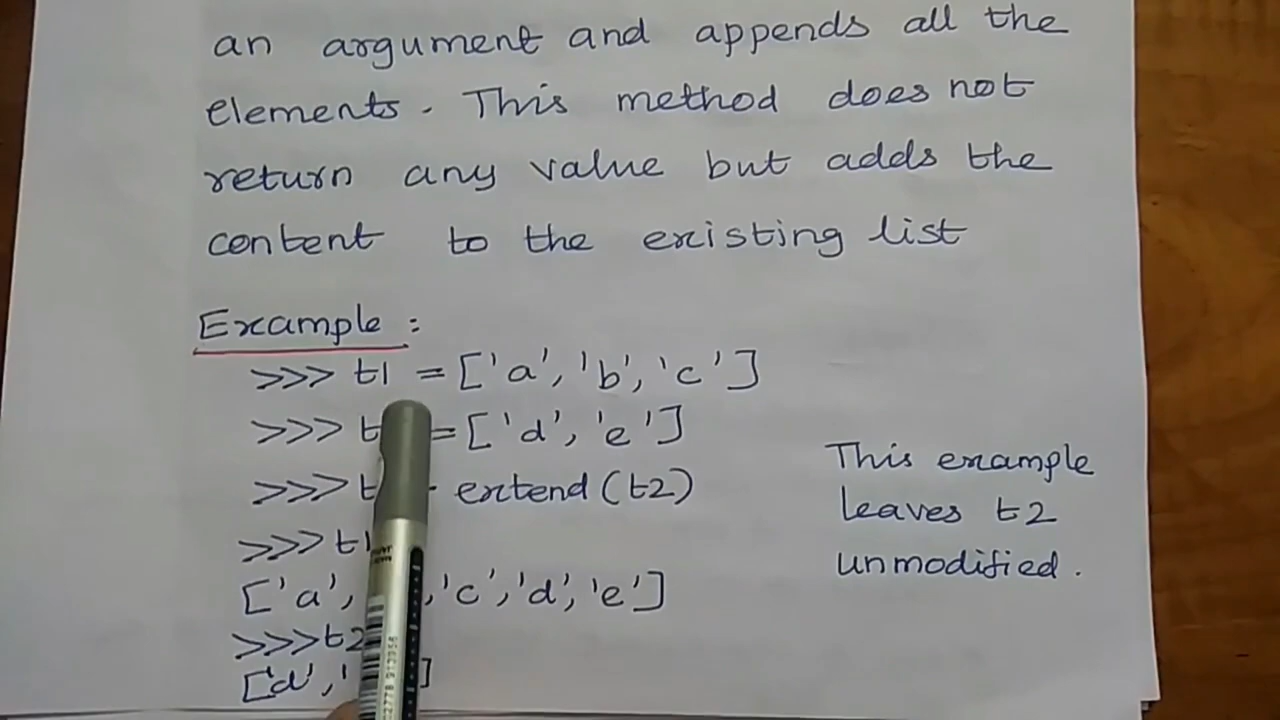 an argument and appends all the
elements. This method does not
return any value but adds the
content to the existing list
Example :
>>> t1 = ['a', 'b', 'c']
>>> t = ['d', 'e']
>>> t . extend (t2)
>>> t1
['a', , 'c', 'd', 'e']
>>> t2
['d', ' ]
This example
leaves t2
unmodified.